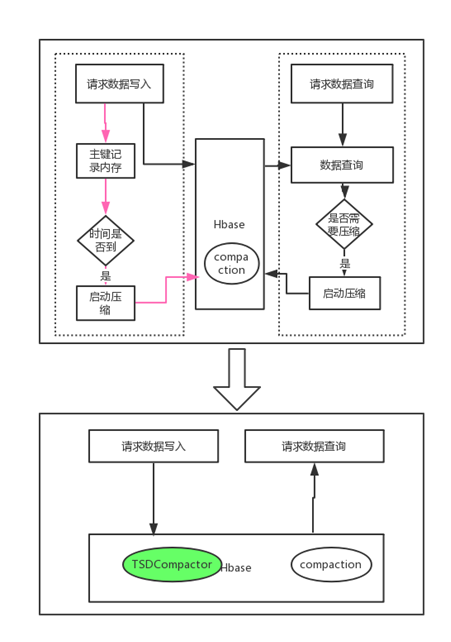 请求数据写入
请求数据查询
主键记
录内存
数据查询
时间是
否到
是否需
要压缩
Hbase
compa
ction
是
是
启动压
缩
启动压缩
请求数据写入
请求数据查询
TSDCompactor
Hbase
compaction